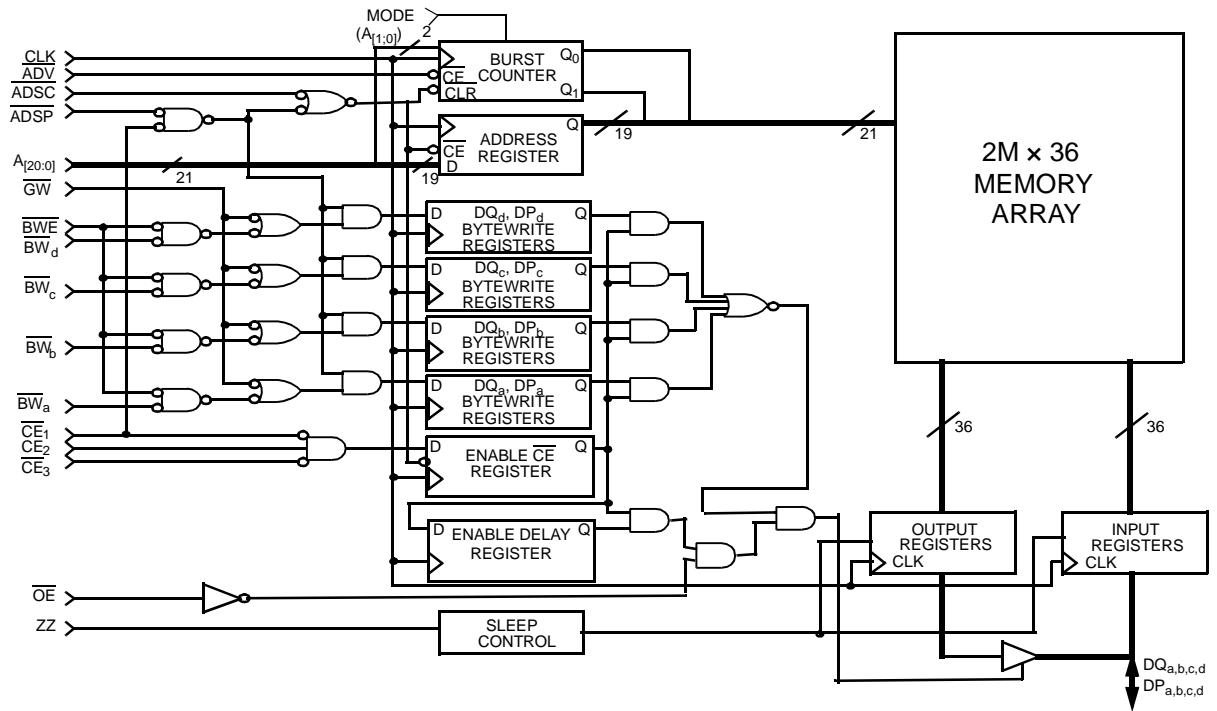 MODE
(A[1;0])
2
CLK
ADV
ADSC
ADSP
A[20:0]
GW
BWE
BWd
BWc
BWb
BWa
CE1
CE2
CE3
OE
ZZ
BURST
COUNTER
CE
CLR
Q0
Q1
ADDRESS
REGISTER
CE
D
Q
21
19
19
21
D
DQd, DPd
BYTEWRITE
REGISTERS
Q
D
DQc, DPc
BYTEWRITE
REGISTERS
Q
D
DQb, DPb
BYTEWRITE
REGISTERS
Q
D
DQa, DPa
BYTEWRITE
REGISTERS
Q
D
ENABLE CE
REGISTER
Q
D
ENABLE DELAY
REGISTER
Q
SLEEP
CONTROL
2M × 36
MEMORY
ARRAY
36
36
OUTPUT
REGISTERS
CLK
INPUT
REGISTERS
CLK
DQa,b,c,d
DPa,b,c,d